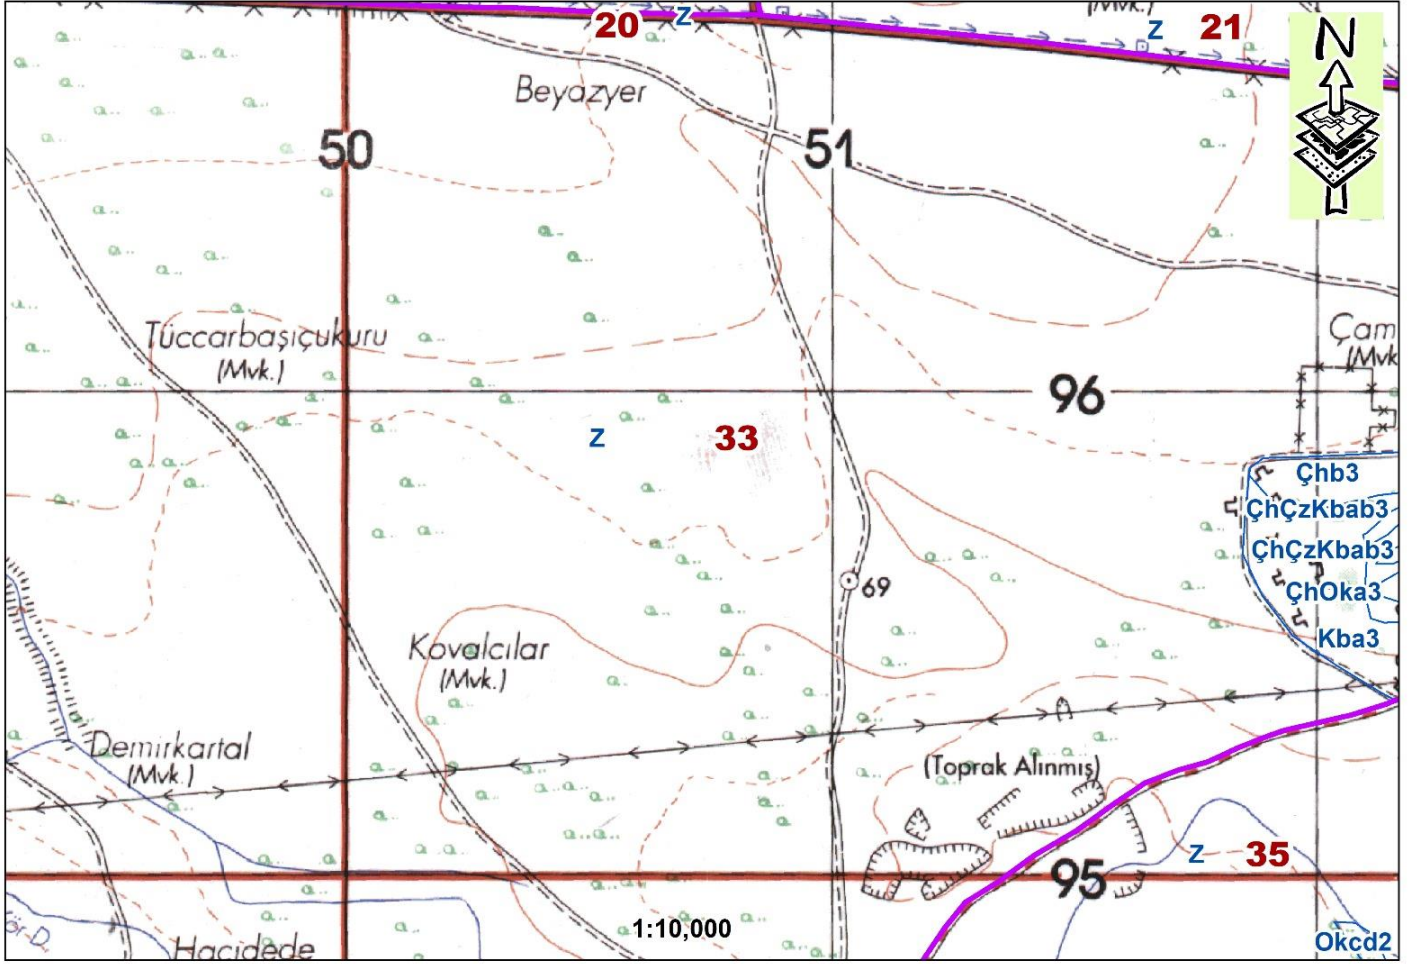 (Mvk.)
20
Z
Z
21
N
Beyazyer
50
51
Tüccarbaşıçukuru
(Mvk.)
Çam
(Mvk
96
Z
33
Çhb3
ÇhÇzKbab3
ÇhÇzKbab3
ÇhOka3
69
Kba3
Kovalcılar
(Mvk.)
Demirkartal
(Mvk.)
(Toprak Alınmış)
Z
35
95
1:10,000
Hacıdede
Okcd2